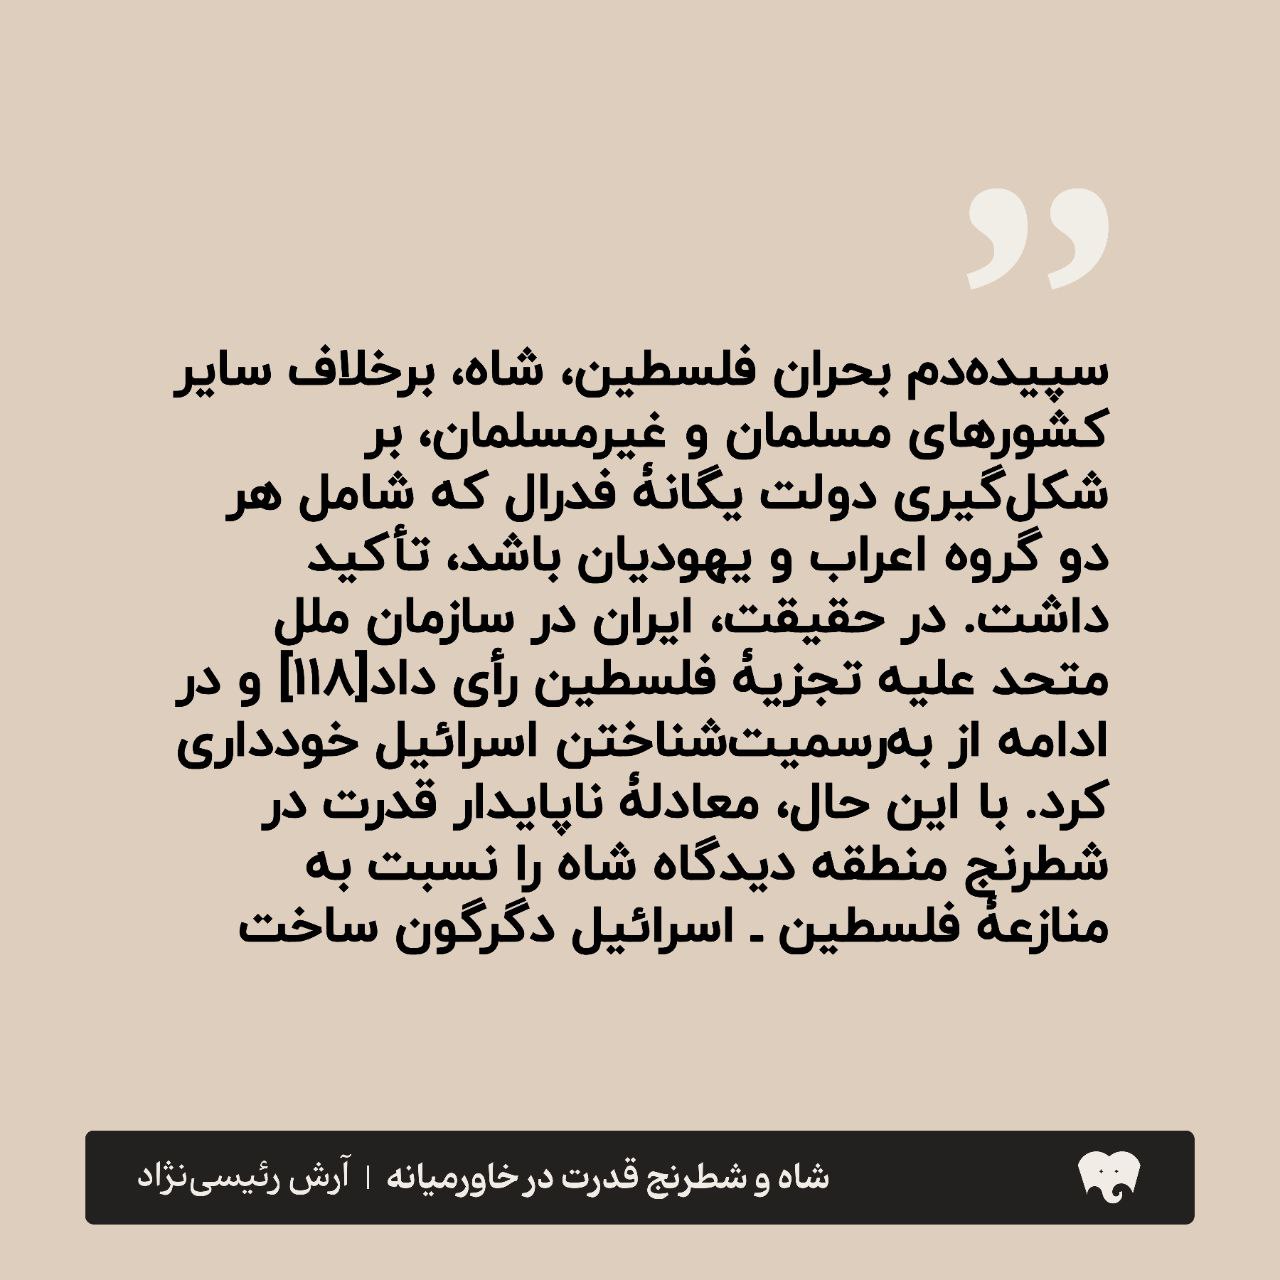 ”
سپیده‌دم بحران فلسطین، شاه، برخلاف سایر
کشورهای مسلمان و غیرمسلمان، بر
شکل‌گیری دولت یگانهٔ فدرال که شامل هر
دو گروه اعراب و یهودیان باشد، تأکید
داشت. در حقیقت، ایران در سازمان ملل
متحد علیه تجزیهٔ فلسطین رأی داد[۱۱۸] و در
ادامه از به‌رسمیت‌شناختن اسرائیل خودداری
کرد. با این حال، معادلهٔ ناپایدار قدرت در
شطرنج منطقه دیدگاه شاه را نسبت به
منازعهٔ فلسطین ـ اسرائیل دگرگون ساخت
شاه و شطرنج قدرت در خاورمیانه | آرش رئیسی‌نژاد